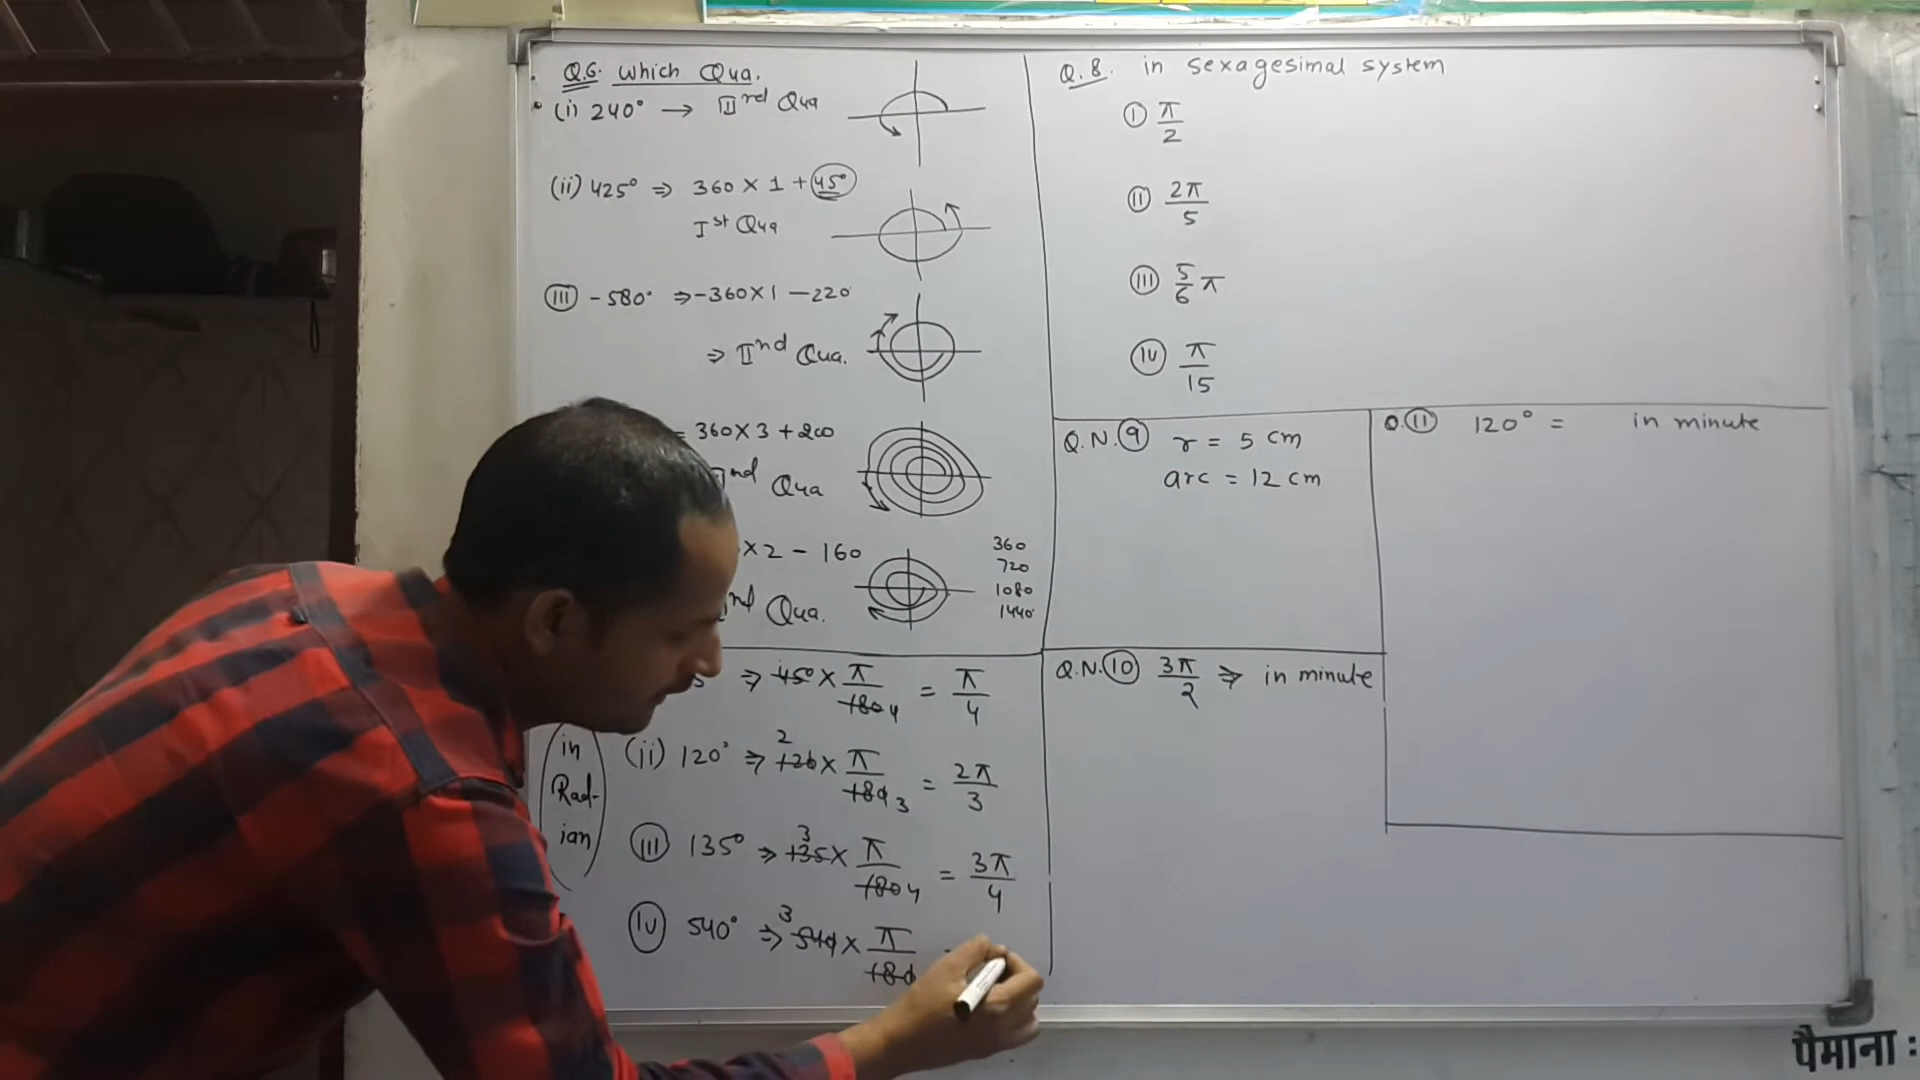 Q.6. Which Qua.
(i) 240° → II^rd Qua
(ii) 425° ⇒ 360 × 1 + 45°
I^st Qua
(III) -580° ⇒ -360×1 - 220
⇒ II^nd Qua.
= 360×3 + 200
Qua
×2 - 160
Qua.
360
720
1080
1440
⇒ 45° × π/180 4 = π/4
in Rad-ian
(ii) 120° ⇒ 2 120 × π/180 3 = 2π/3
(III) 135° ⇒ 3 135 × π/180 4 = 3π/4
(IV) 540° ⇒ 3 540 × π/180
Q.8. in sexagesimal system
(I) π/2
(II) 2π/5
(III) 5/6 π
(IV) π/15
Q.N.(9) r = 5 cm
arc = 12 cm
Q.N.(10) 3π/2 ⇒ in minute
Q.(11) 120° = in minute
पैमाना :